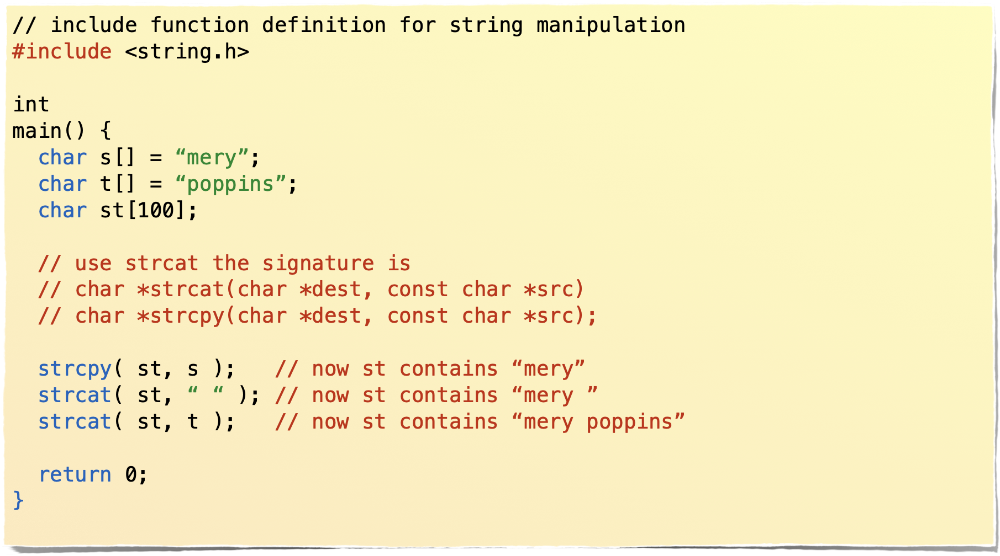 // include function definition for string manipulation
#include <string.h>
int
main() {
char s[] = “mery”;
char t[] = “poppins”;
char st[100];
// use strcat the signature is
// char *strcat(char *dest, const char *src)
// char *strcpy(char *dest, const char *src);
strcpy( st, s ); // now st contains “mery”
strcat( st, “ “ ); // now st contains “mery ”
strcat( st, t ); // now st contains “mery poppins”
return 0;
}